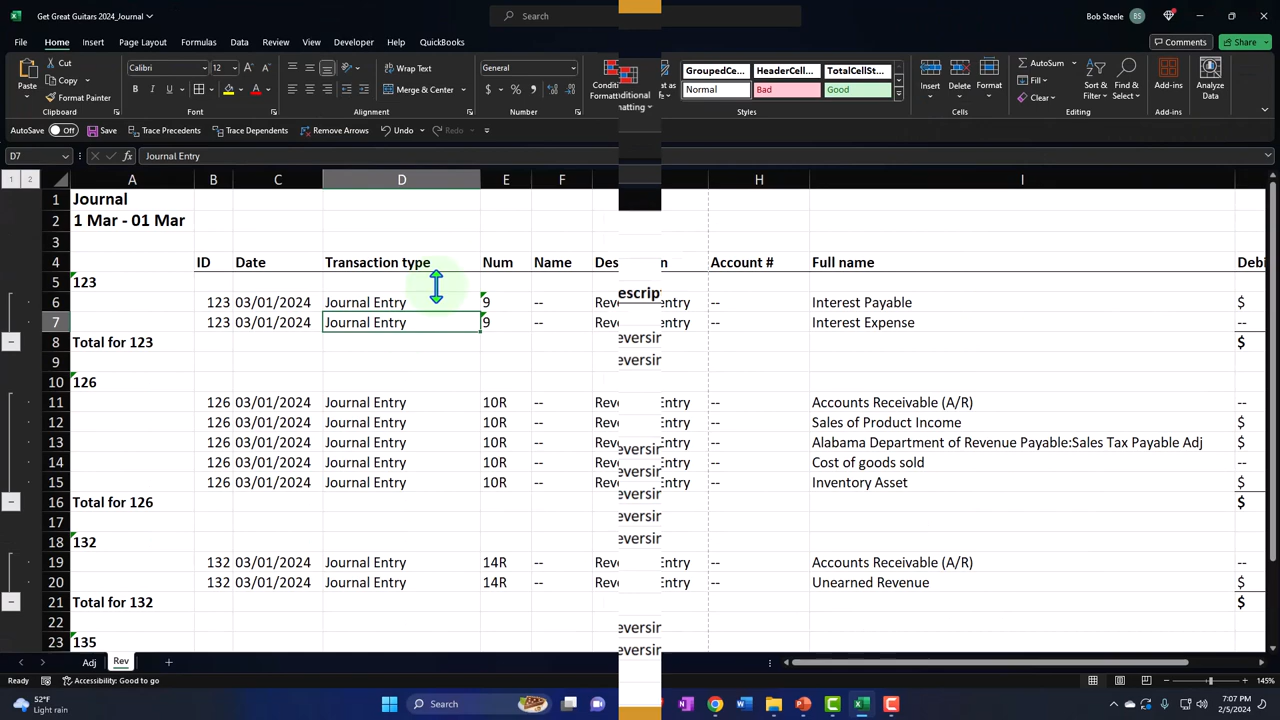 Get Great Guitars 2024_Journal
Search
Bob Steele BS
File Home Insert Page Layout Formulas Data Review View Developer Help QuickBooks
Comments Share
Paste Cut Copy Format Painter Clipboard
Calibri 12 Font
Wrap Text Merge & Center Alignment
General Number
GroupedCe... HeaderCell... TotalCellSt... Normal Bad Good Styles
Insert Delete Format Cells
AutoSum Fill Clear Editing
Add-ins Add-ins
Analyze Data
AutoSave Off Save Trace Precedents Trace Dependents Remove Arrows Undo Redo
D7 Journal Entry
1 2 A B C D E F H I
1 Journal
2 1 Mar - 01 Mar
3
4 ID Date Transaction type Num Name Account # Full name
5 123
6 123 03/01/2024 Journal Entry 9 -- -- Interest Payable $
7 123 03/01/2024 Journal Entry 9 -- -- Interest Expense --
8 Total for 123 $
9
10 126
11 126 03/01/2024 Journal Entry 10R -- -- Accounts Receivable (A/R) --
12 126 03/01/2024 Journal Entry 10R -- -- Sales of Product Income $
13 126 03/01/2024 Journal Entry 10R -- -- Alabama Department of Revenue Payable:Sales Tax Payable Adj $
14 126 03/01/2024 Journal Entry 10R -- -- Cost of goods sold --
15 126 03/01/2024 Journal Entry 10R -- -- Inventory Asset $
16 Total for 126 $
17
18 132
19 132 03/01/2024 Journal Entry 14R -- -- Accounts Receivable (A/R) --
20 132 03/01/2024 Journal Entry 14R -- -- Unearned Revenue $
21 Total for 132 $
22
23 135
Adj Rev
Ready Accessibility: Good to go 145%
52°F
Light rain
Search
7:07 PM
2/5/2024